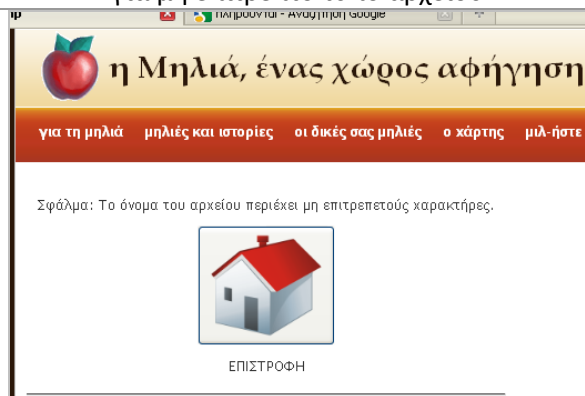 πληρούνται - Αναζήτηση Google
η Μηλιά, ένας χώρος αφήγηση
για τη μηλιά μηλιές και ιστορίες οι δικές σας μηλιές ο χάρτης μιλ-ήστε
Σφάλμα: Το όνομα του αρχείου περιέχει μη επιτρεπετούς χαρακτήρες.
ΕΠΙΣΤΡΟΦΗ